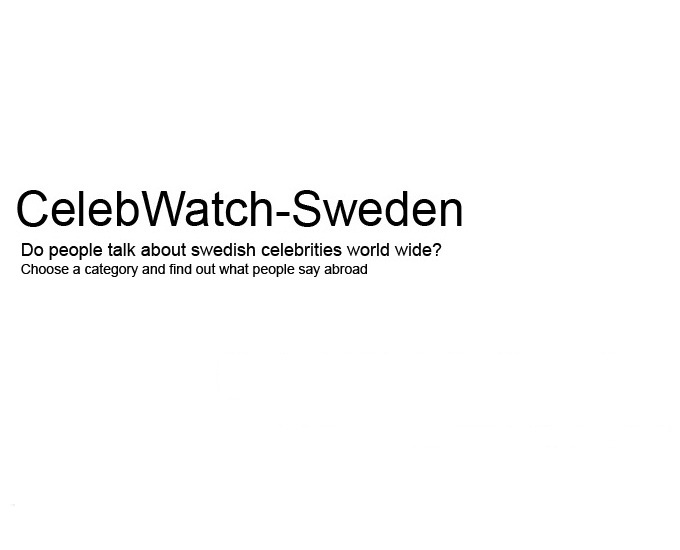 CelebWatch-Sweden
Do people talk about swedish celebrities world wide?
Choose a category and find out what people say abroad